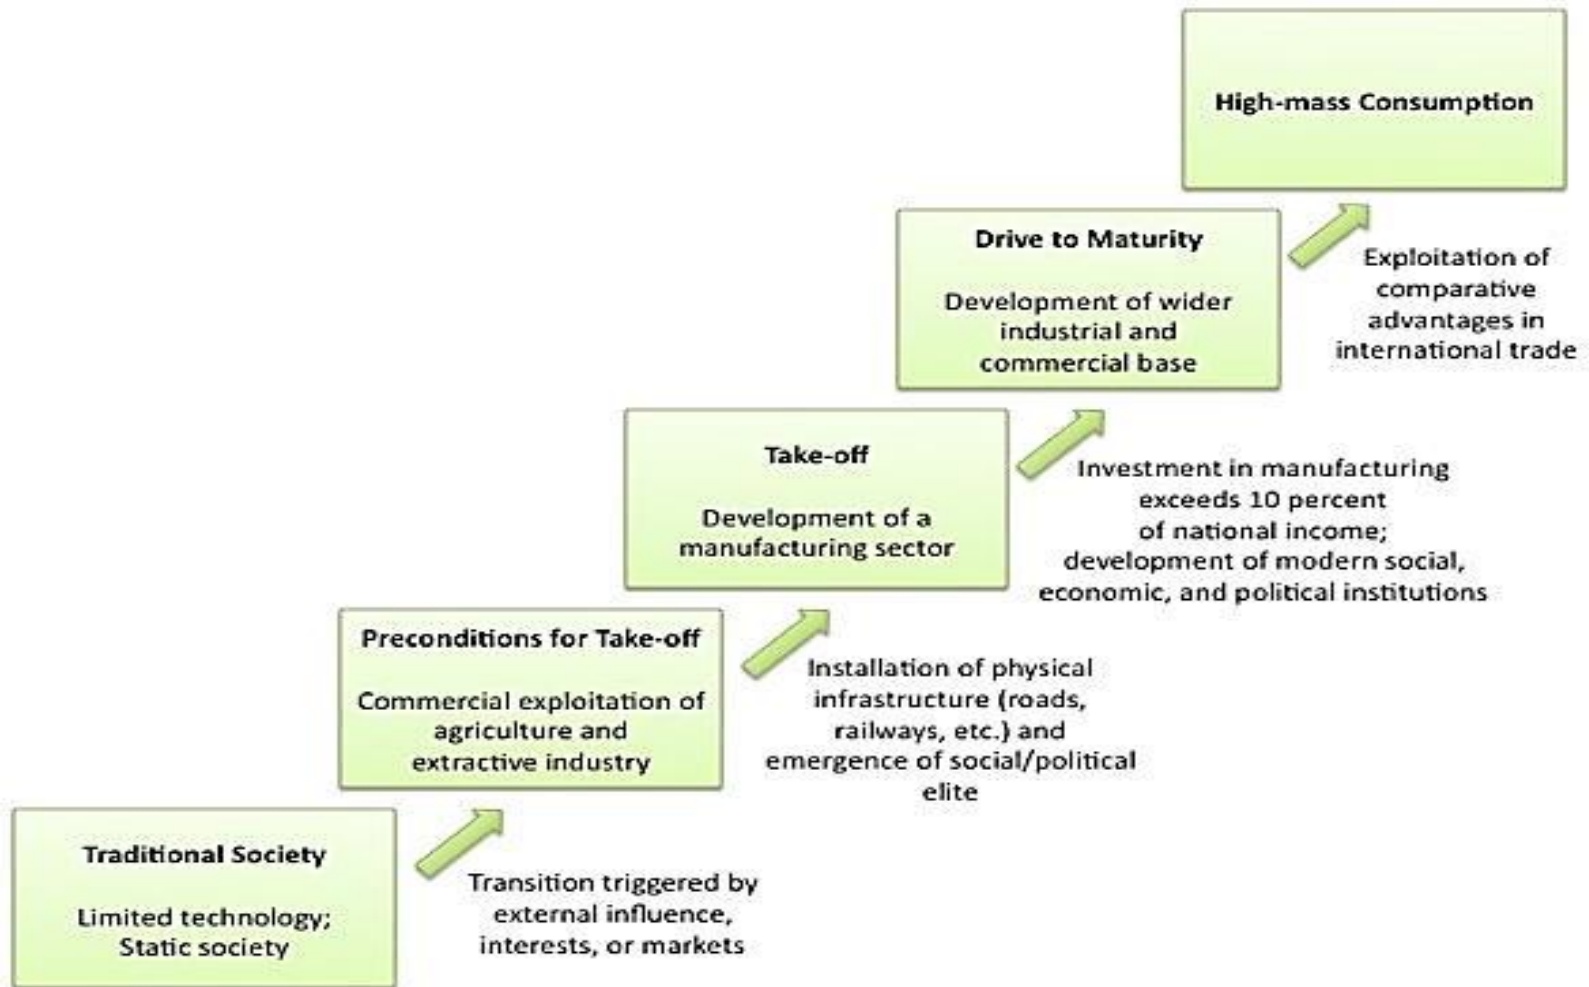 High-mass Consumption
Drive to Maturity
Development of wider
industrial and
commercial base
Exploitation of
comparative
advantages in
international trade
Take-off
Development of a
manufacturing sector
Investment in manufacturing
exceeds 10 percent
of national income;
development of modern social,
economic, and political institutions
Preconditions for Take-off
Commercial exploitation of
agriculture and
extractive industry
Installation of physical
infrastructure (roads,
railways, etc.) and
emergence of social/political
elite
Traditional Society
Limited technology;
Static society
Transition triggered by
external influence,
interests, or markets